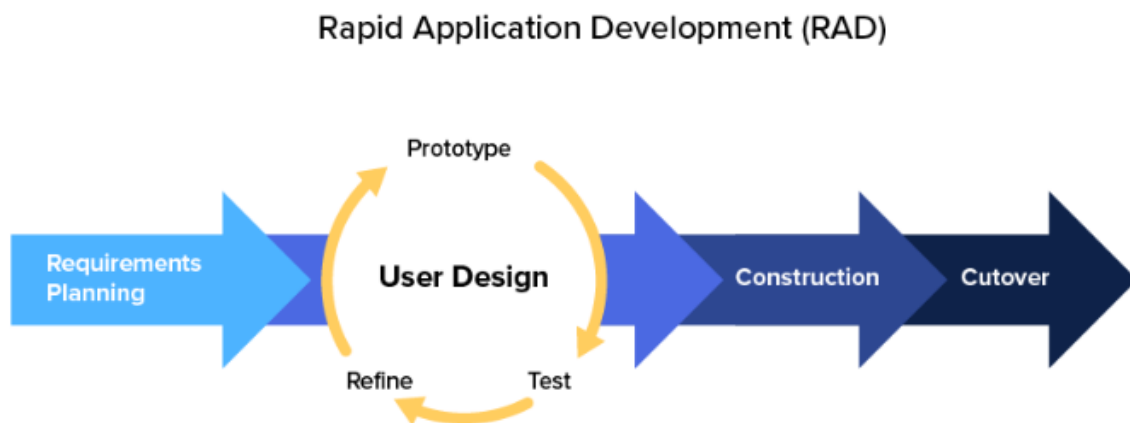 Rapid Application Development (RAD)
Prototype
Requirements
Planning
User Design
Construction
Cutover
Refine
Test